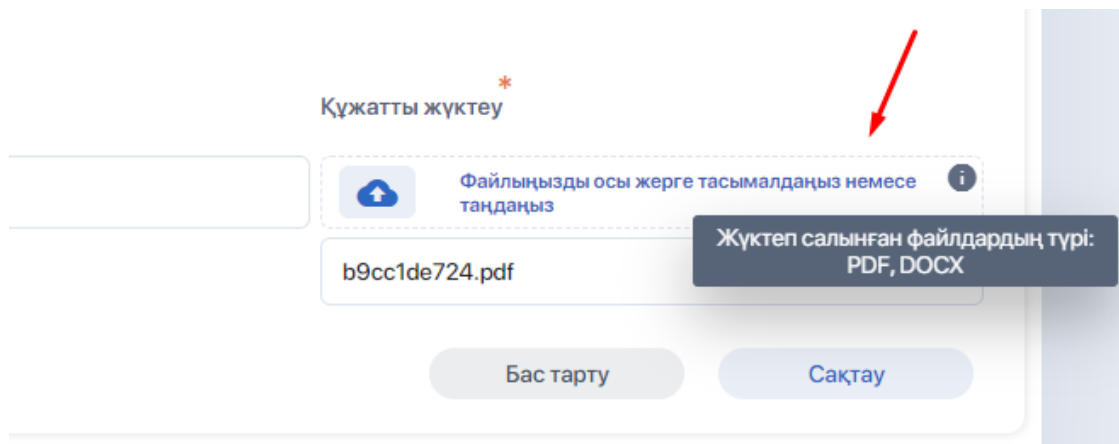 Құжатты жүктеу*
Файлыңызды осы жерге тасымалдаңыз немесе
таңдаңыз
Жүктеп салынған файлдардың түрі:
PDF, DOCX
b9cc1de724.pdf
Бас тарту
Сақтау